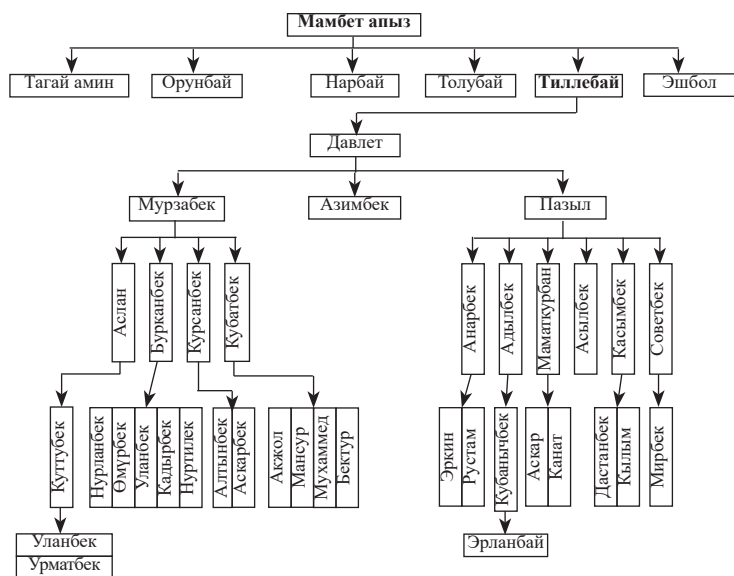 Мамбет апыз
Тагай амин
Орунбай
Нарбай
Толубай
Тиллебай
Эшбол
Давлет
Мурзабек
Азимбек
Пазыл
Аслан
Бурканбек
Курсанбек
Кубатбек
Анарбек
Адылбек
Маматкурбан
Асылбек
Касымбек
Советбек
Куттубек
Нурланбек
Өмүрбек
Уланбек
Кадырбек
Нуртилек
Алтынбек
Аскарбек
Акжол
Мансур
Мухаммед
Бектур
Эркин
Рустам
Кубанычбек
Аскар
Канат
Дастанбек
Кылым
Мирбек
Уланбек
Урматбек
Эрланбай